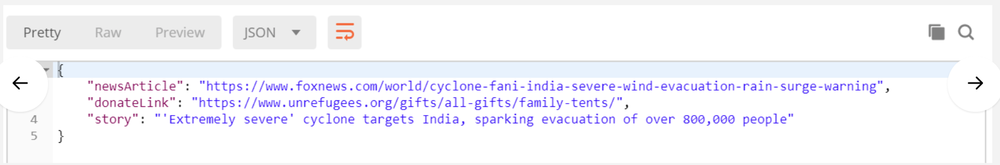 Pretty Raw Preview JSON
{
"newsArticle": "https://www.foxnews.com/world/cyclone-fani-india-severe-wind-evacuation-rain-surge-warning",
"donateLink": "https://www.unrefugees.org/gifts/all-gifts/family-tents/",
4 "story": "'Extremely severe' cyclone targets India, sparking evacuation of over 800,000 people"
5 }